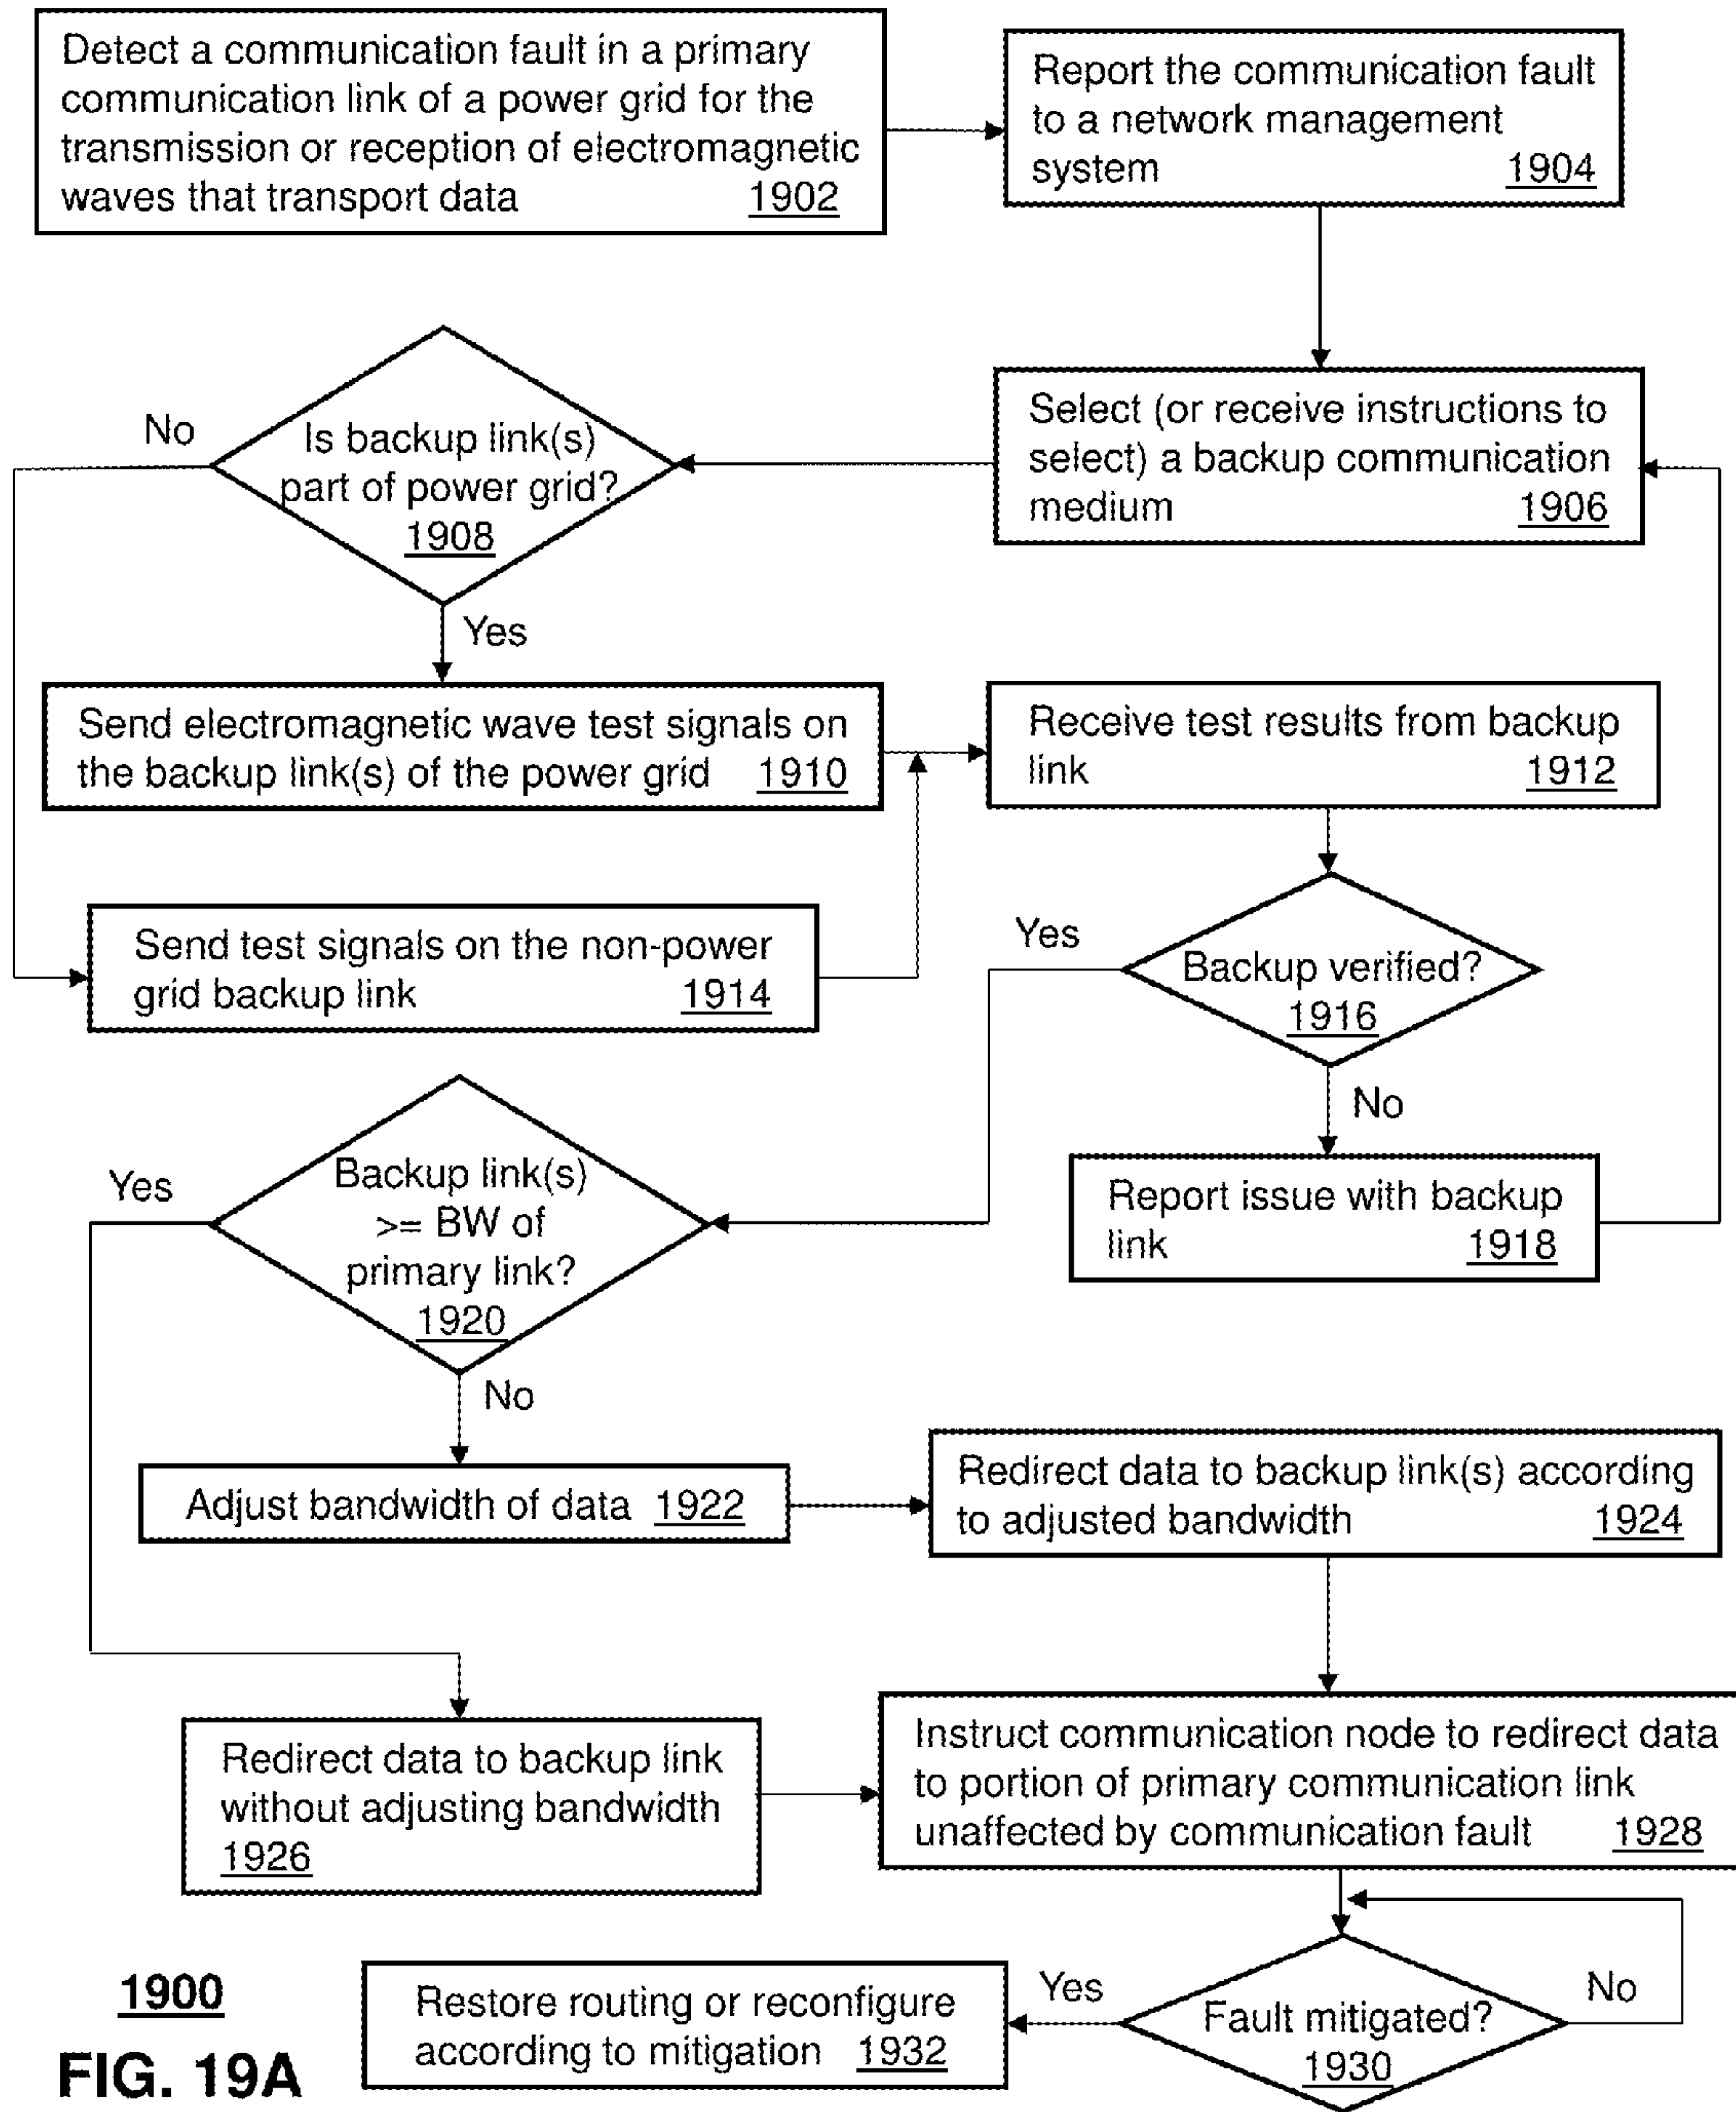 Detect a communication fault in a primary
communication link of a power grid for the
transmission or reception of electromagnetic
waves that transport data 1902
Report the communication fault
to a network management
system 1904
Select (or receive instructions to
select) a backup communication
medium 1906
No
Is backup link(s)
part of power grid?
1908
Yes
Send electromagnetic wave test signals on
the backup link(s) of the power grid 1910
Receive test results from backup
link 1912
Send test signals on the non-power
grid backup link 1914
Yes
Backup verified?
1916
No
Report issue with backup
link 1918
Yes
Backup link(s)
>= BW of
primary link?
1920
No
Adjust bandwidth of data 1922
Redirect data to backup link(s) according
to adjusted bandwidth 1924
Redirect data to backup link
without adjusting bandwidth
1926
Instruct communication node to redirect data
to portion of primary communication link
unaffected by communication fault 1928
Fault mitigated?
1930
No
Yes
Restore routing or reconfigure
according to mitigation 1932
1900
FIG. 19A